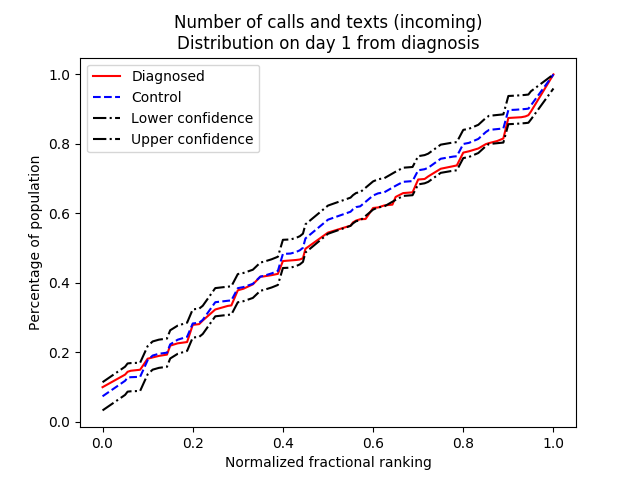 Number of calls and texts (incoming)
Distribution on day 1 from diagnosis
Diagnosed
Control
Lower confidence
Upper confidence
Percentage of population
1.0
0.8
0.6
0.4
0.2
0.0
0.0 0.2 0.4 0.6 0.8 1.0
Normalized fractional ranking